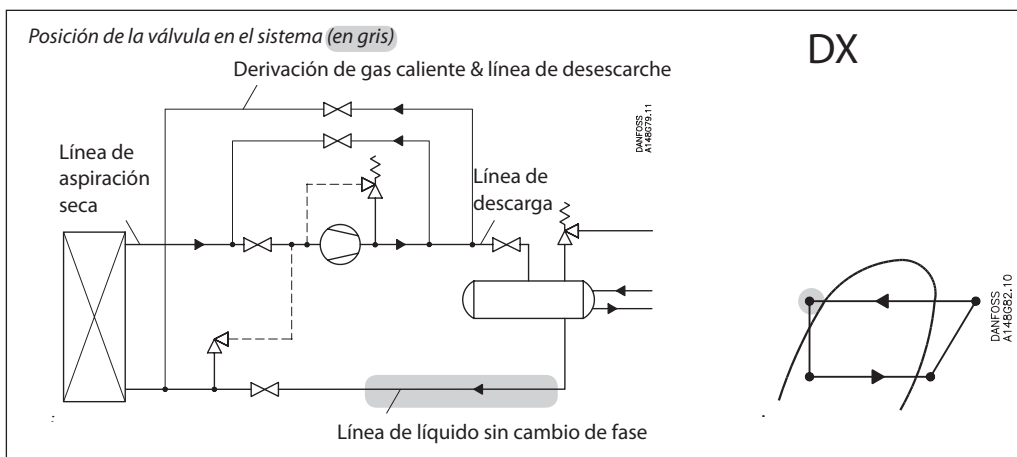 Posición de la válvula en el sistema (en gris)
DX
Derivación de gas caliente & línea de desescarche
DANFOSS
A148G79.11
Línea de
aspiración
seca
Línea de
descarga
DANFOSS
A148G82.10
Línea de líquido sin cambio de fase